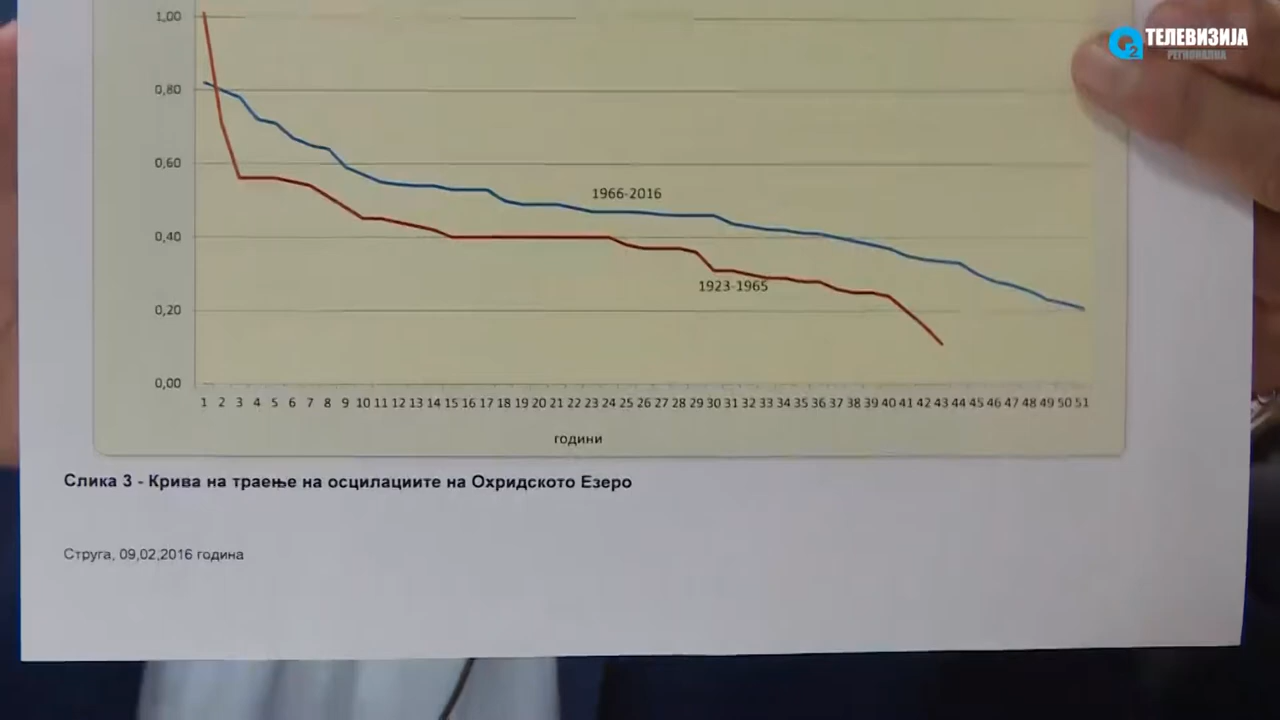 1,00
O2 ТЕЛЕВИЗИЈА
РЕГИОНАЛНА
0,80
0,60
1966-2016
0,40
1923-1965
0,20
0,00
1 2 3 4 5 6 7 8 9 10 11 12 13 14 15 16 17 18 19 20 21 22 23 24 25 26 27 28 29 30 31 32 33 34 35 36 37 38 39 40 41 42 43 44 45 46 47 48 49 50 51
години
Слика 3 - Крива на траење на осцилациите на Охридското Езеро
Струга, 09,02,2016 година